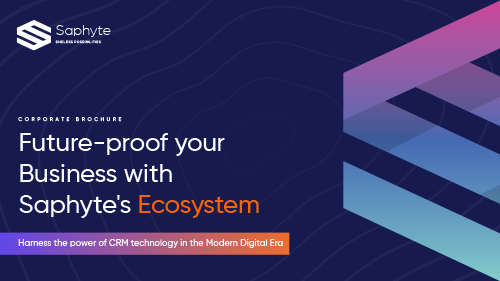 Saphyte
ENDLESS POSSIBILITIES
CORPORATE BROCHURE
Future-proof your
Business with
Saphyte's Ecosystem
Harness the power of CRM technology in the Modern Digital Era